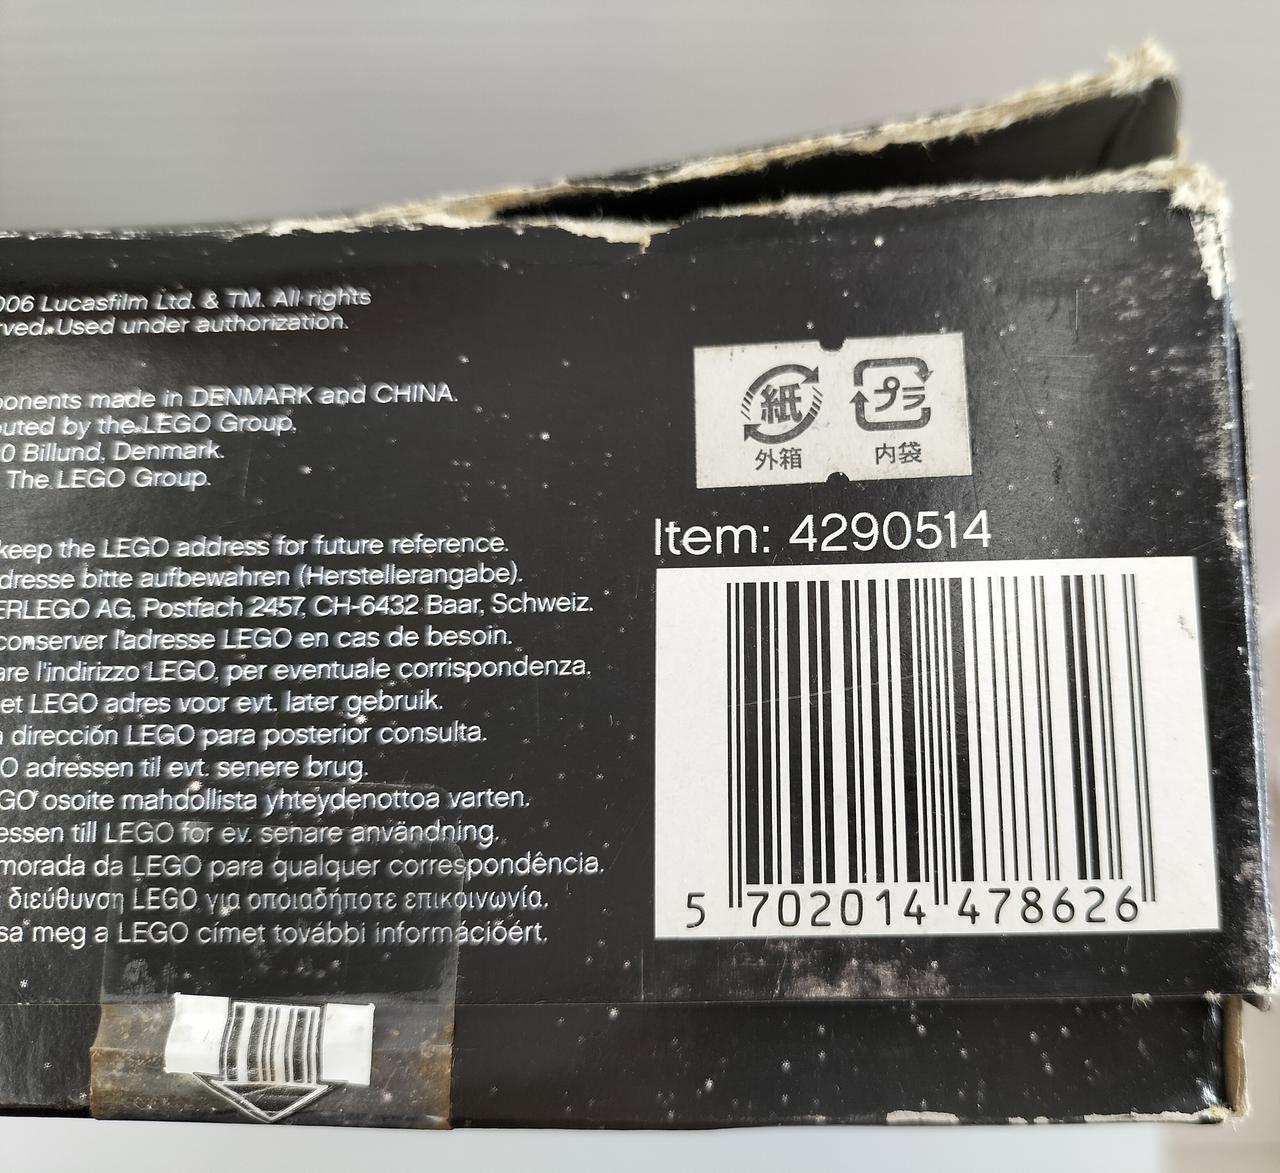 006 Lucasfilm Ltd. & TM. All rights
rved. Used under authorization.
ponents made in DENMARK and CHINA.
uted by the LEGO Group,
0 Billund, Denmark.
The LEGO Group.
keep the LEGO address for future reference.
dresse bitte aufbewahren (Herstellerangabe).
ERLEGO AG, Postfach 2457, CH-6432 Baar, Schweiz.
conserver l'adresse LEGO en cas de besoin.
are l'indirizzo LEGO, per eventuale corrispondenza.
et LEGO adres voor evt. later gebruik.
a dirección LEGO para posterior consulta.
O adressen til evt. senere brug.
GO osoite mahdollista yhteydenottoa varten.
essen till LEGO för ev. senare användning.
morada da LEGO para qualquer correspondência.
διεύθυνση LEGO για οποιαδήποτε επικοινωνία.
sa meg a LEGO címet további információért.
紙 プラ
外箱 内袋
Item: 4290514
5 702014 478626